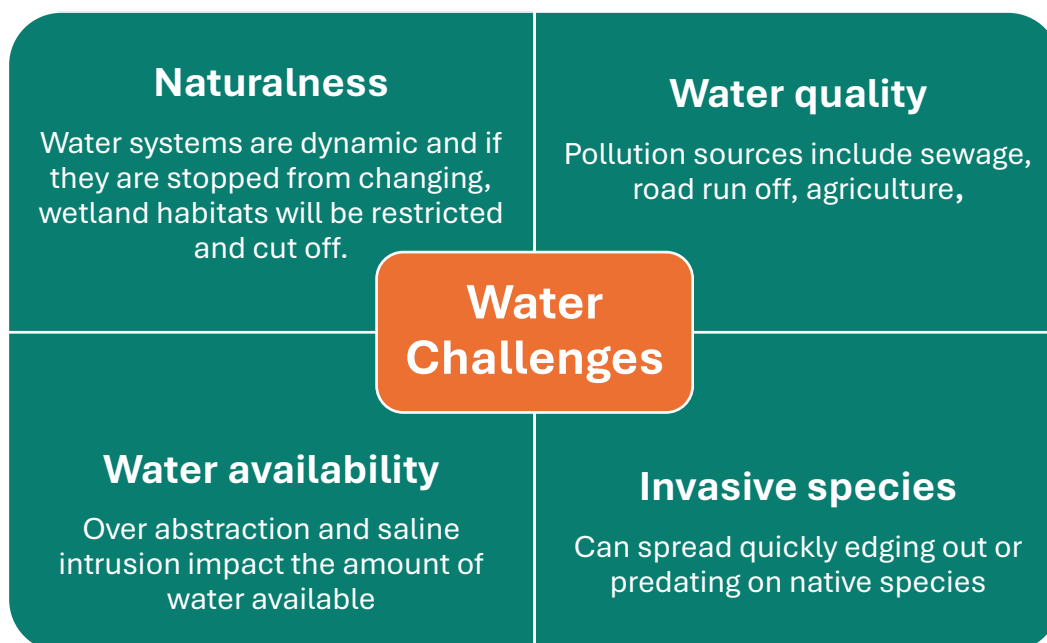 Naturalness
Water systems are dynamic and if
they are stopped from changing,
wetland habitats will be restricted
and cut off.
Water quality
Pollution sources include sewage,
road run off, agriculture,
Water
Challenges
Water availability
Over abstraction and saline
intrusion impact the amount of
water available
Invasive species
Can spread quickly edging out or
predating on native species